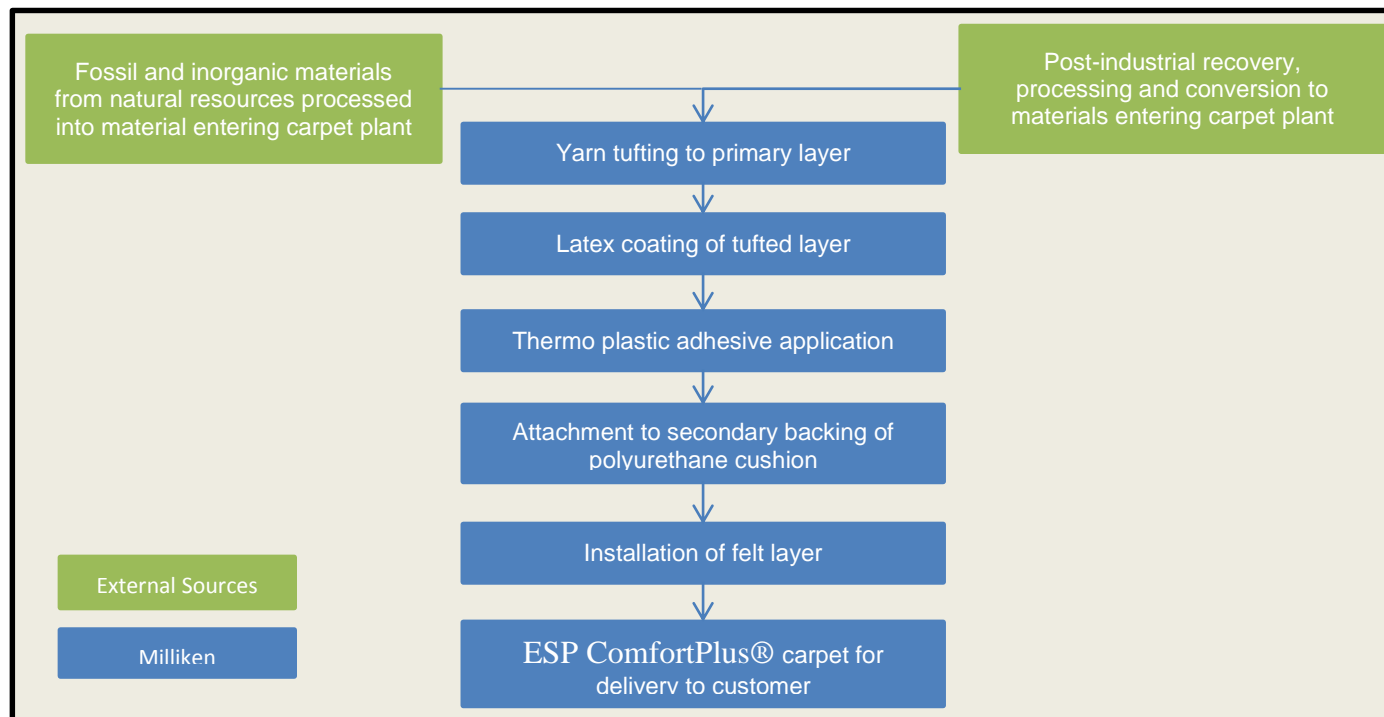 Fossil and inorganic materials
from natural resources processed
into material entering carpet plant
Post-industrial recovery,
processing and conversion to
materials entering carpet plant
Yarn tufting to primary layer
Latex coating of tufted layer
Thermo plastic adhesive application
Attachment to secondary backing of
polyurethane cushion
Installation of felt layer
External Sources
Milliken
ESP ComfortPlus® carpet for
delivery to customer